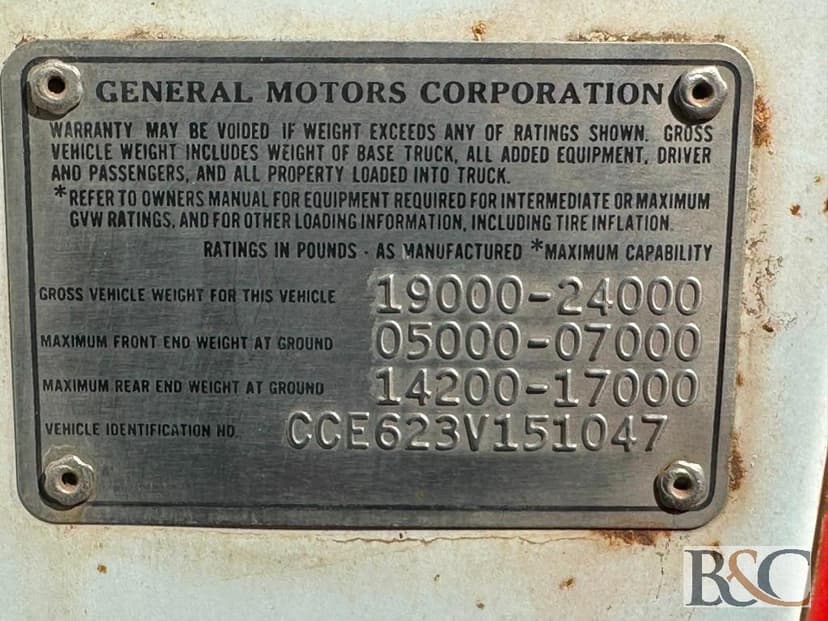 GENERAL MOTORS CORPORATION
WARRANTY MAY BE VOIDED IF WEIGHT EXCEEDS ANY OF RATINGS SHOWN. GROSS
VEHICLE WEIGHT INCLUDES WEIGHT OF BASE TRUCK, ALL ADDED EQUIPMENT, DRIVER
AND PASSENGERS, AND ALL PROPERTY LOADED INTO TRUCK.
*REFER TO OWNERS MANUAL FOR EQUIPMENT REQUIRED FOR INTERMEDIATE OR MAXIMUM
GVW RATINGS, AND FOR OTHER LOADING INFORMATION, INCLUDING TIRE INFLATION.
RATINGS IN POUNDS - AS MANUFACTURED *MAXIMUM CAPABILITY
GROSS VEHICLE WEIGHT FOR THIS VEHICLE 19000-24000
MAXIMUM FRONT END WEIGHT AT GROUND 05000-07000
MAXIMUM REAR END WEIGHT AT GROUND 14200-17000
VEHICLE IDENTIFICATION NO. CCE623V151047
B&C